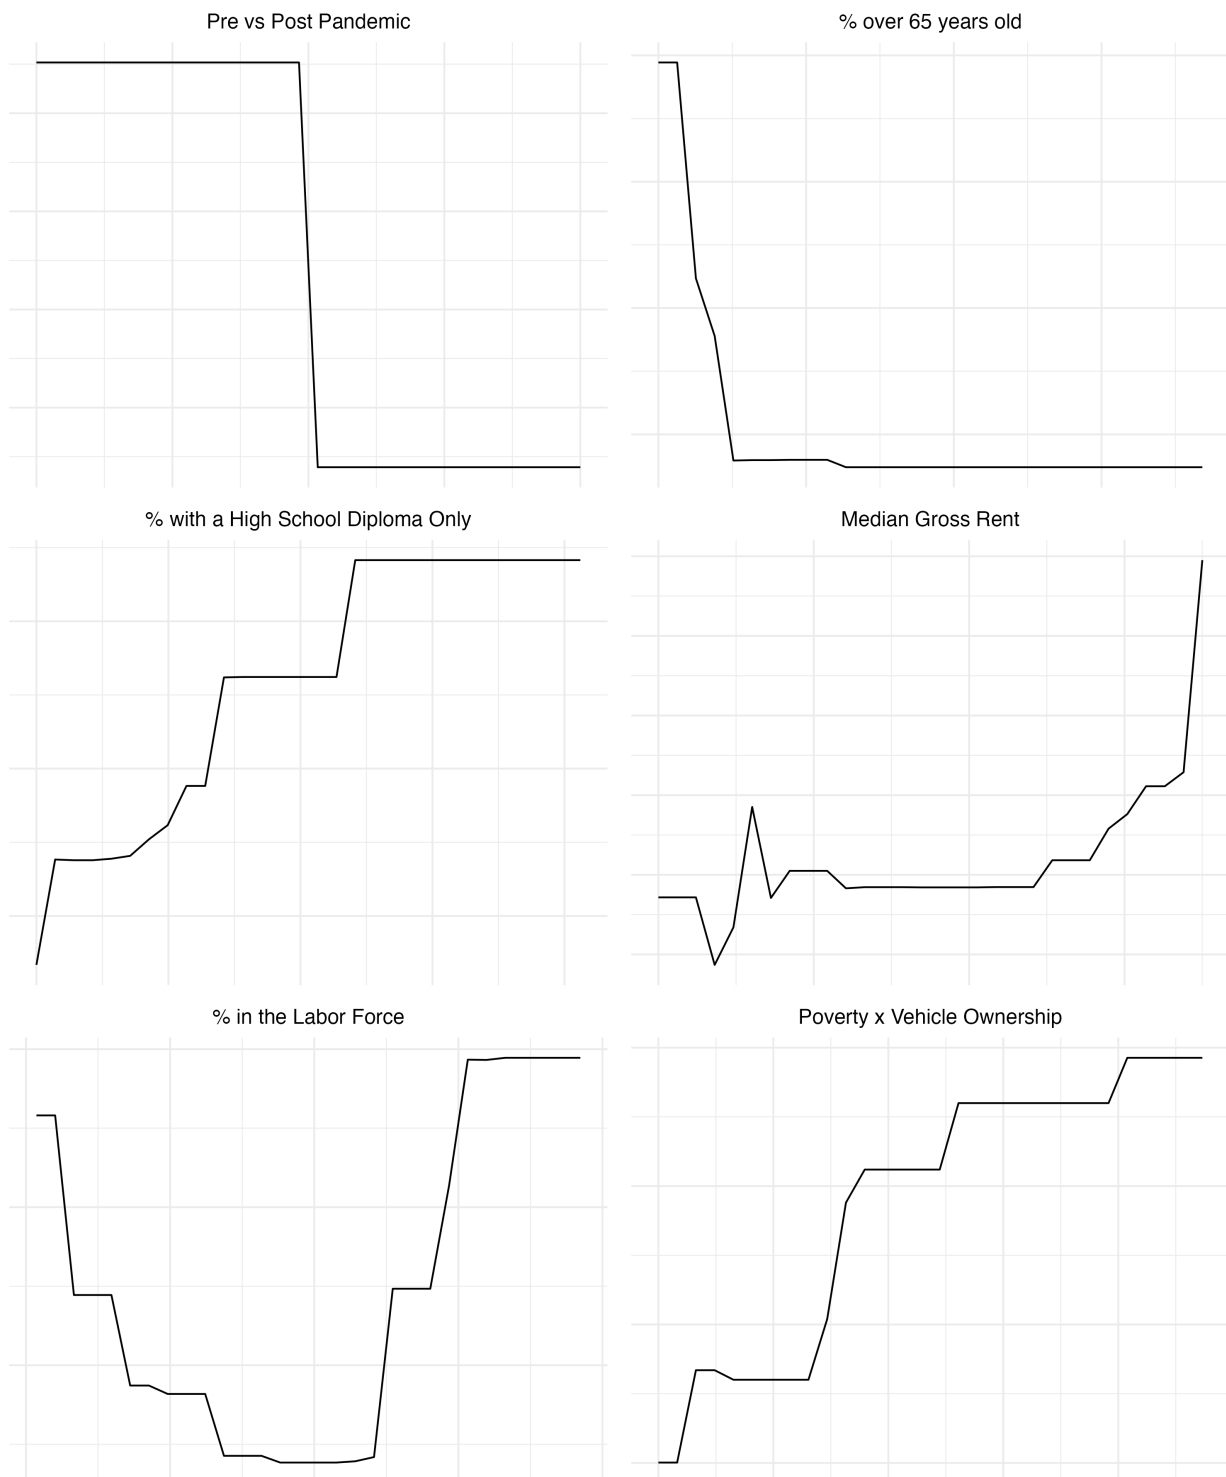 Pre vs Post Pandemic
% over 65 years old
% with a High School Diploma Only
Median Gross Rent
% in the Labor Force
Poverty x Vehicle Ownership